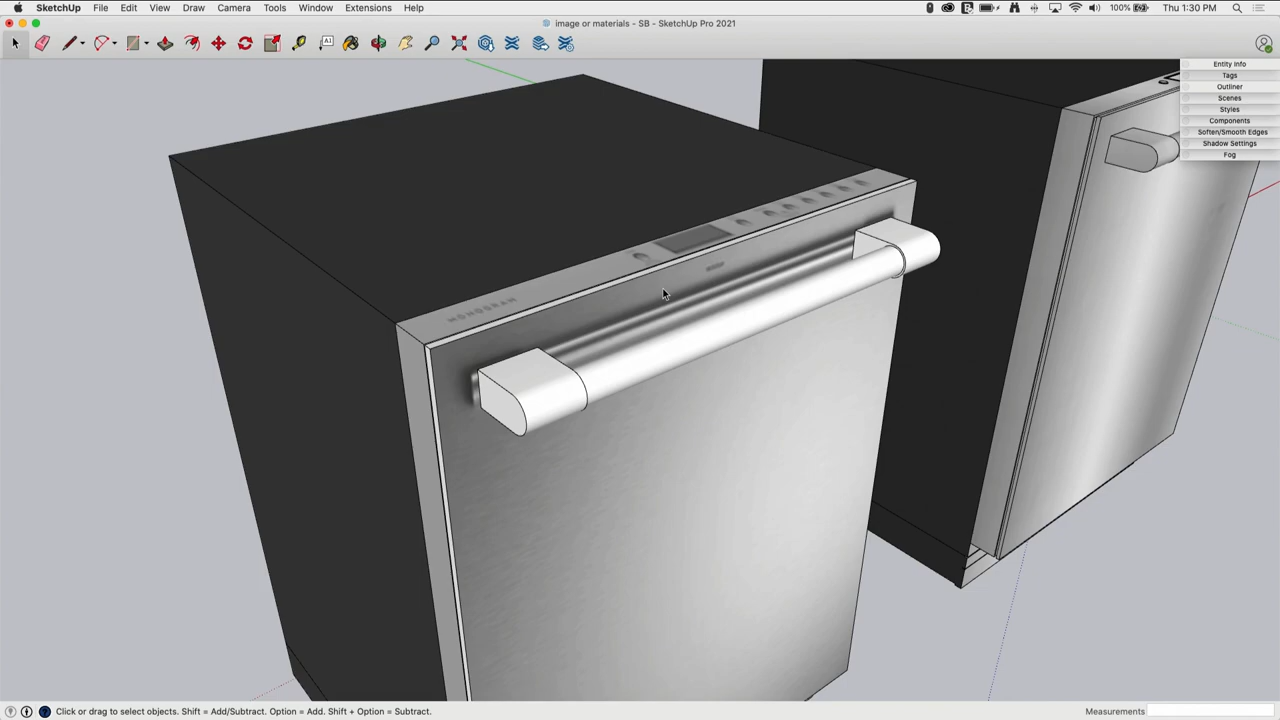 SketchUp File Edit View Draw Camera Tools Window Extensions Help 100% Thu 1:30 PM
image or materials - SB - SketchUp Pro 2021
A1
Entity Info
Tags
Outliner
Scenes
Styles
Components
Soften/Smooth Edges
Shadow Settings
Fog
MONOGRAM
Click or drag to select objects. Shift = Add/Subtract. Option = Add. Shift + Option = Subtract.
Measurements